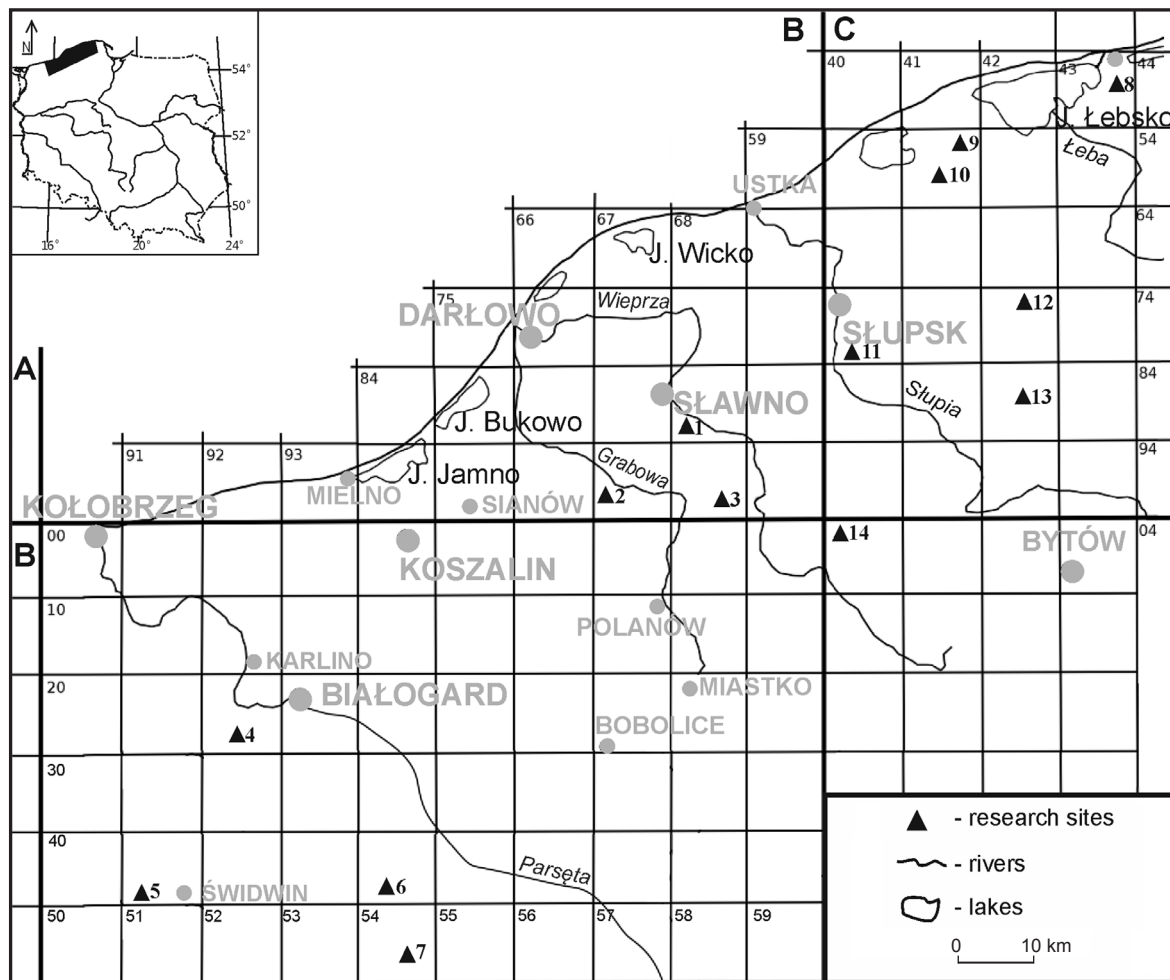 N
54°
52°
50°
16°
20°
24°
B
C
40
41
42
43
44
8
J. Łebsko
59
9
54
Łeba
10
USTKA
66
67
68
64
J. Wicko
75
Wieprza
74
12
DARŁOWO
SŁUPSK
11
A
84
84
Słupia
13
SŁAWNO
J. Bukowo
1
91
92
93
94
J. Jamno
Grabowa
MIELNO
2
3
KOŁOBRZEG
SIANÓW
00
14
04
B
BYTÓW
KOSZALIN
10
POLANÓW
KARLINO
20
MIASTKO
BIAŁOGARD
BOBOLICE
4
30
- research sites
40
- rivers
Parsęta
5
ŚWIDWIN
6
- lakes
50
51
52
53
54
55
56
57
58
59
7
0
10 km